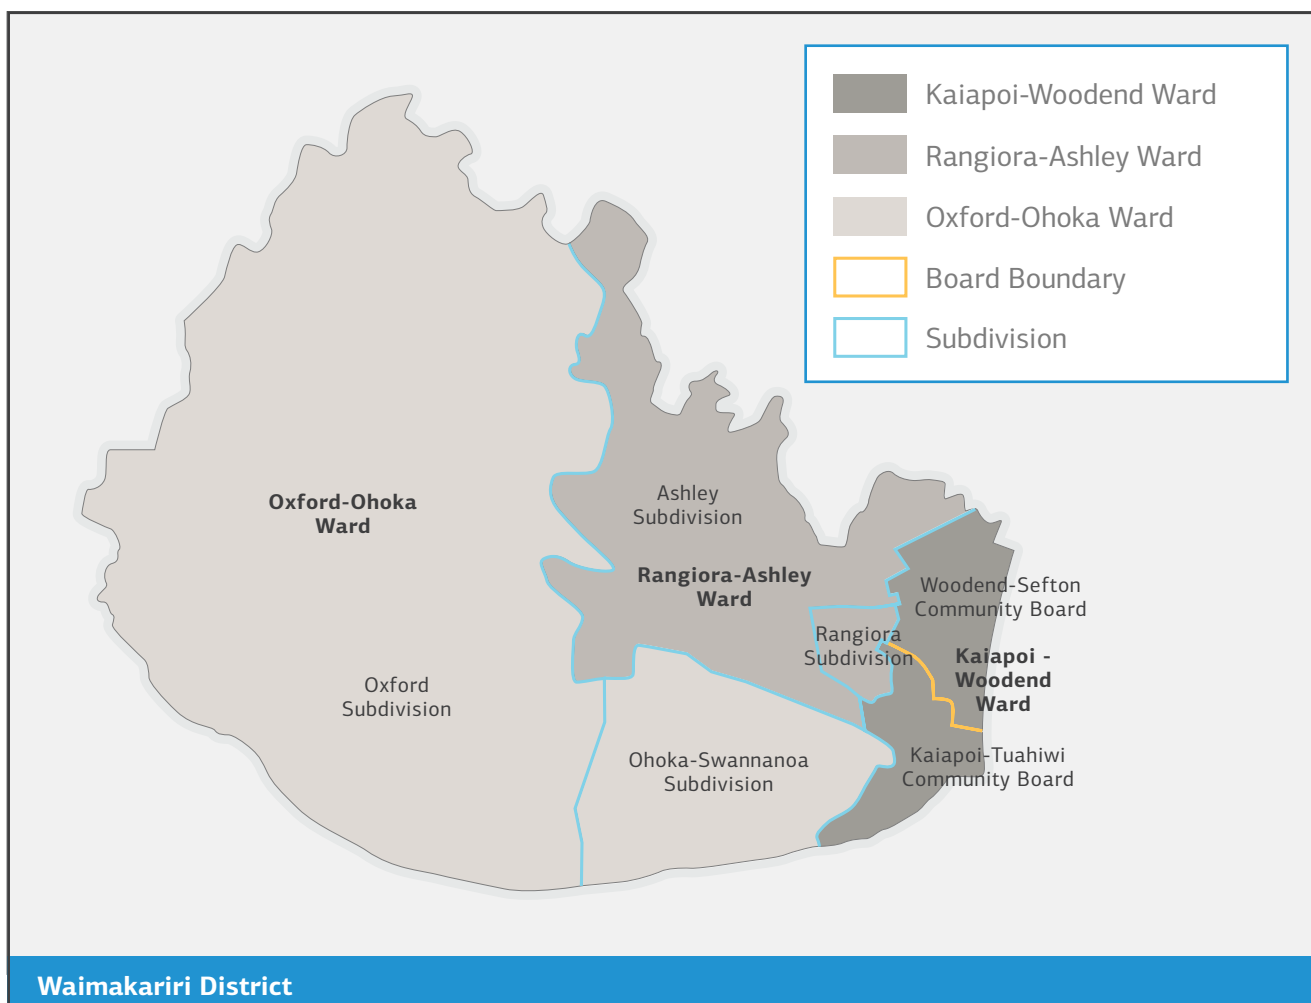 Kaiapoi-Woodend Ward
Rangiora-Ashley Ward
Oxford-Ohoka Ward
Board Boundary
Subdivision
Oxford-Ohoka
Ward
Ashley
Subdivision
Rangiora-Ashley
Ward
Woodend-Sefton
Community Board
Rangiora
Subdivision
Kaiapoi -
Woodend
Ward
Oxford
Subdivision
Ohoka-Swannanoa
Subdivision
Kaiapoi-Tuahiwi
Community Board
Waimakariri District